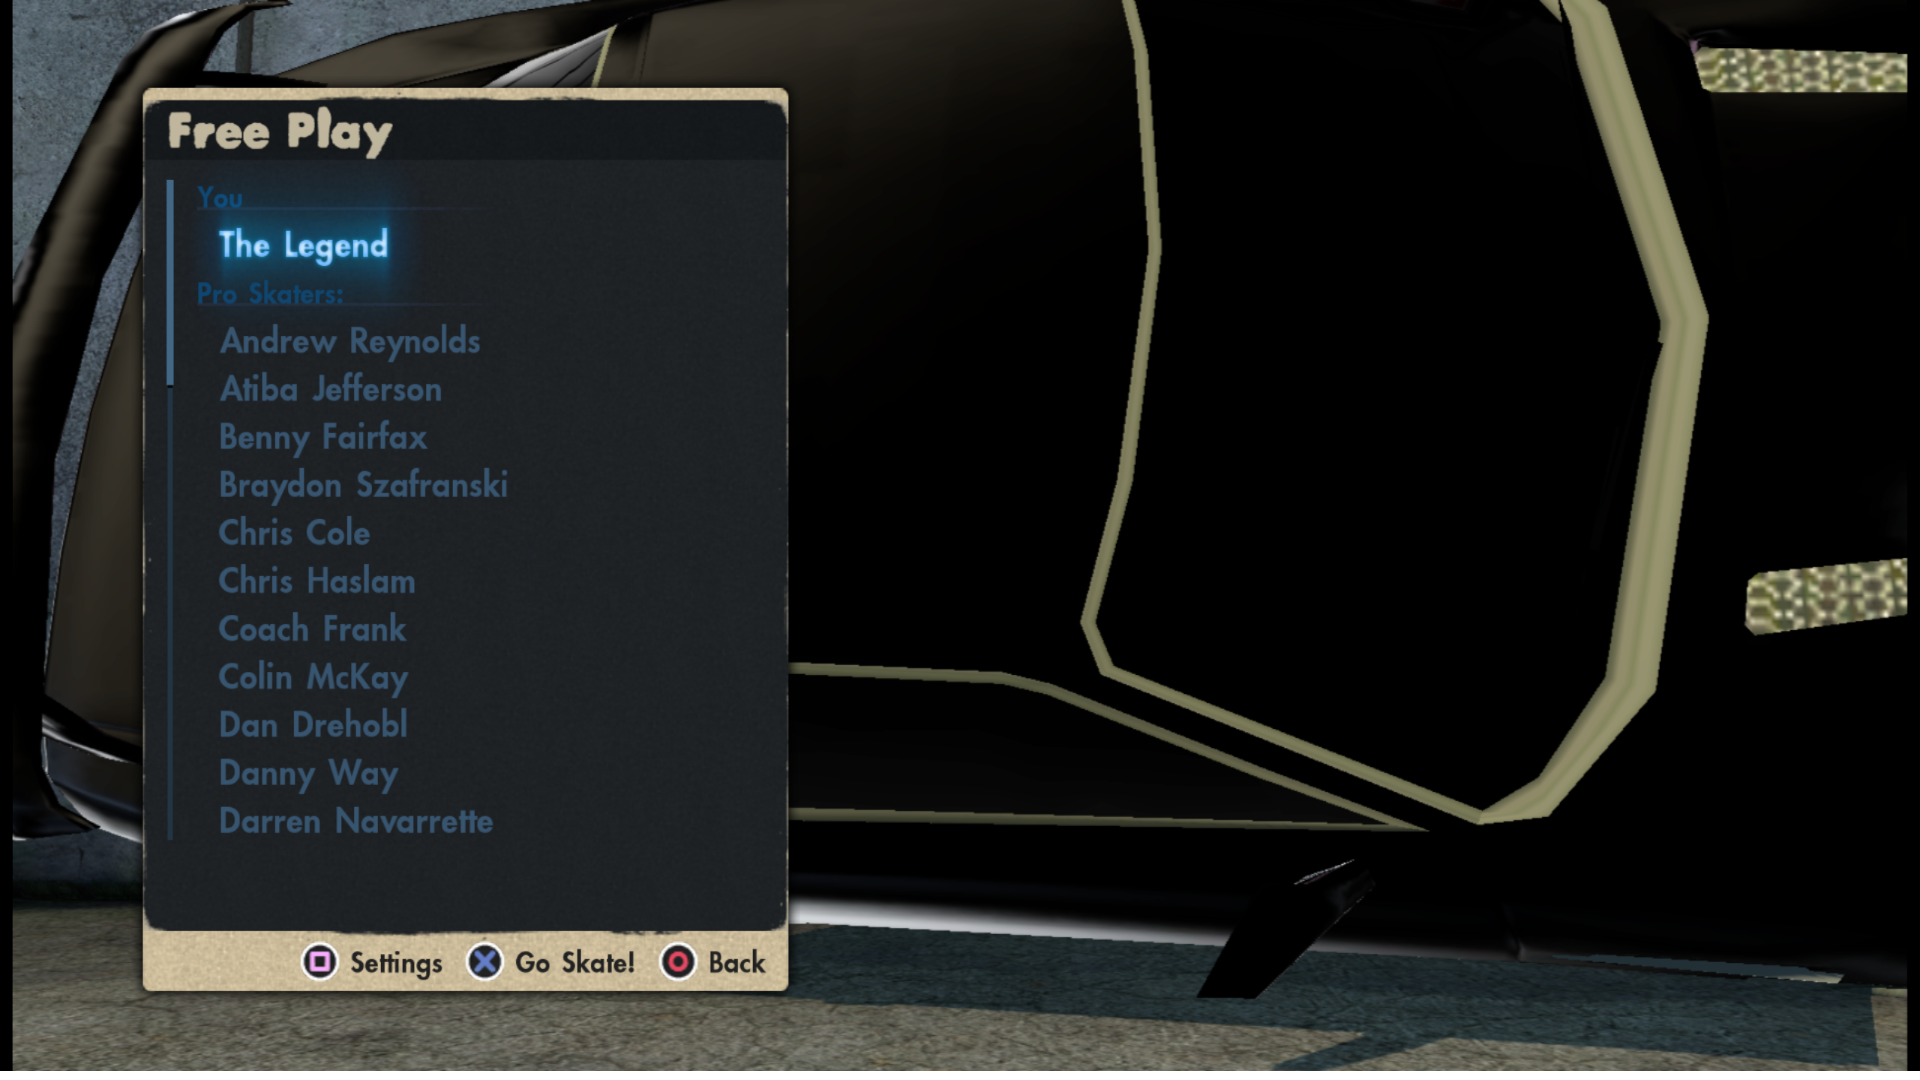 Free Play
You
The Legend
Pro Skaters:
Andrew Reynolds
Atiba Jefferson
Benny Fairfax
Braydon Szafranski
Chris Cole
Chris Haslam
Coach Frank
Colin McKay
Dan Drehobl
Danny Way
Darren Navarrette
Settings Go Skate! Back